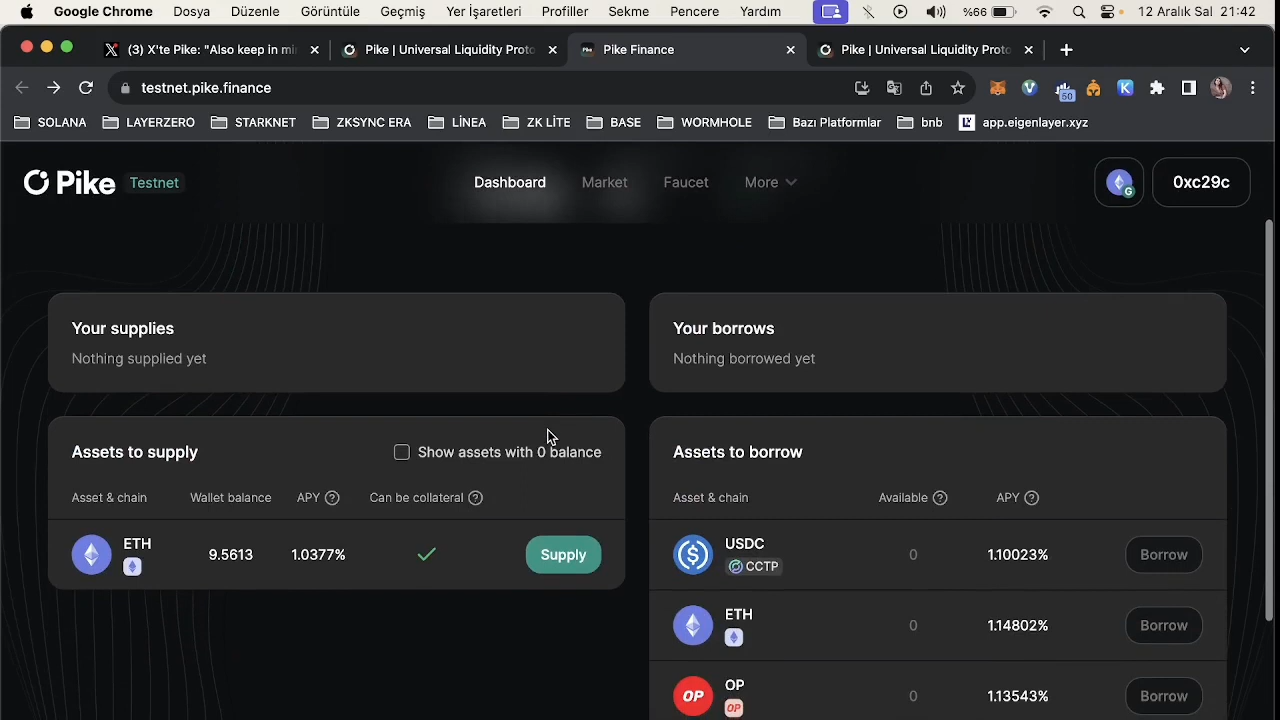 Google Chrome Dosya Düzenle Görüntüle Geçmiş Yer İşaretleri Profiller Sekme Pencere Yardım %66 12 Aralık Sal 21:42
(3) X'te Pike: "Also keep in mi Pike | Universal Liquidity Proto Pike Finance Pike | Universal Liquidity Proto
testnet.pike.finance 50
SOLANA LAYERZERO STARKNET ZKSYNC ERA LİNEA ZK LİTE BASE WORMHOLE Bazı Platformlar bnb app.eigenlayer.xyz
Pike Testnet Dashboard Market Faucet More 0xc29c
Your supplies
Nothing supplied yet
Your borrows
Nothing borrowed yet
Assets to supply Show assets with 0 balance
Asset & chain Wallet balance APY Can be collateral
ETH 9.5613 1.0377% Supply
Assets to borrow
Asset & chain Available APY
USDC 0 1.10023% Borrow
CCTP
ETH 0 1.14802% Borrow
OP OP 0 1.13543% Borrow
OP